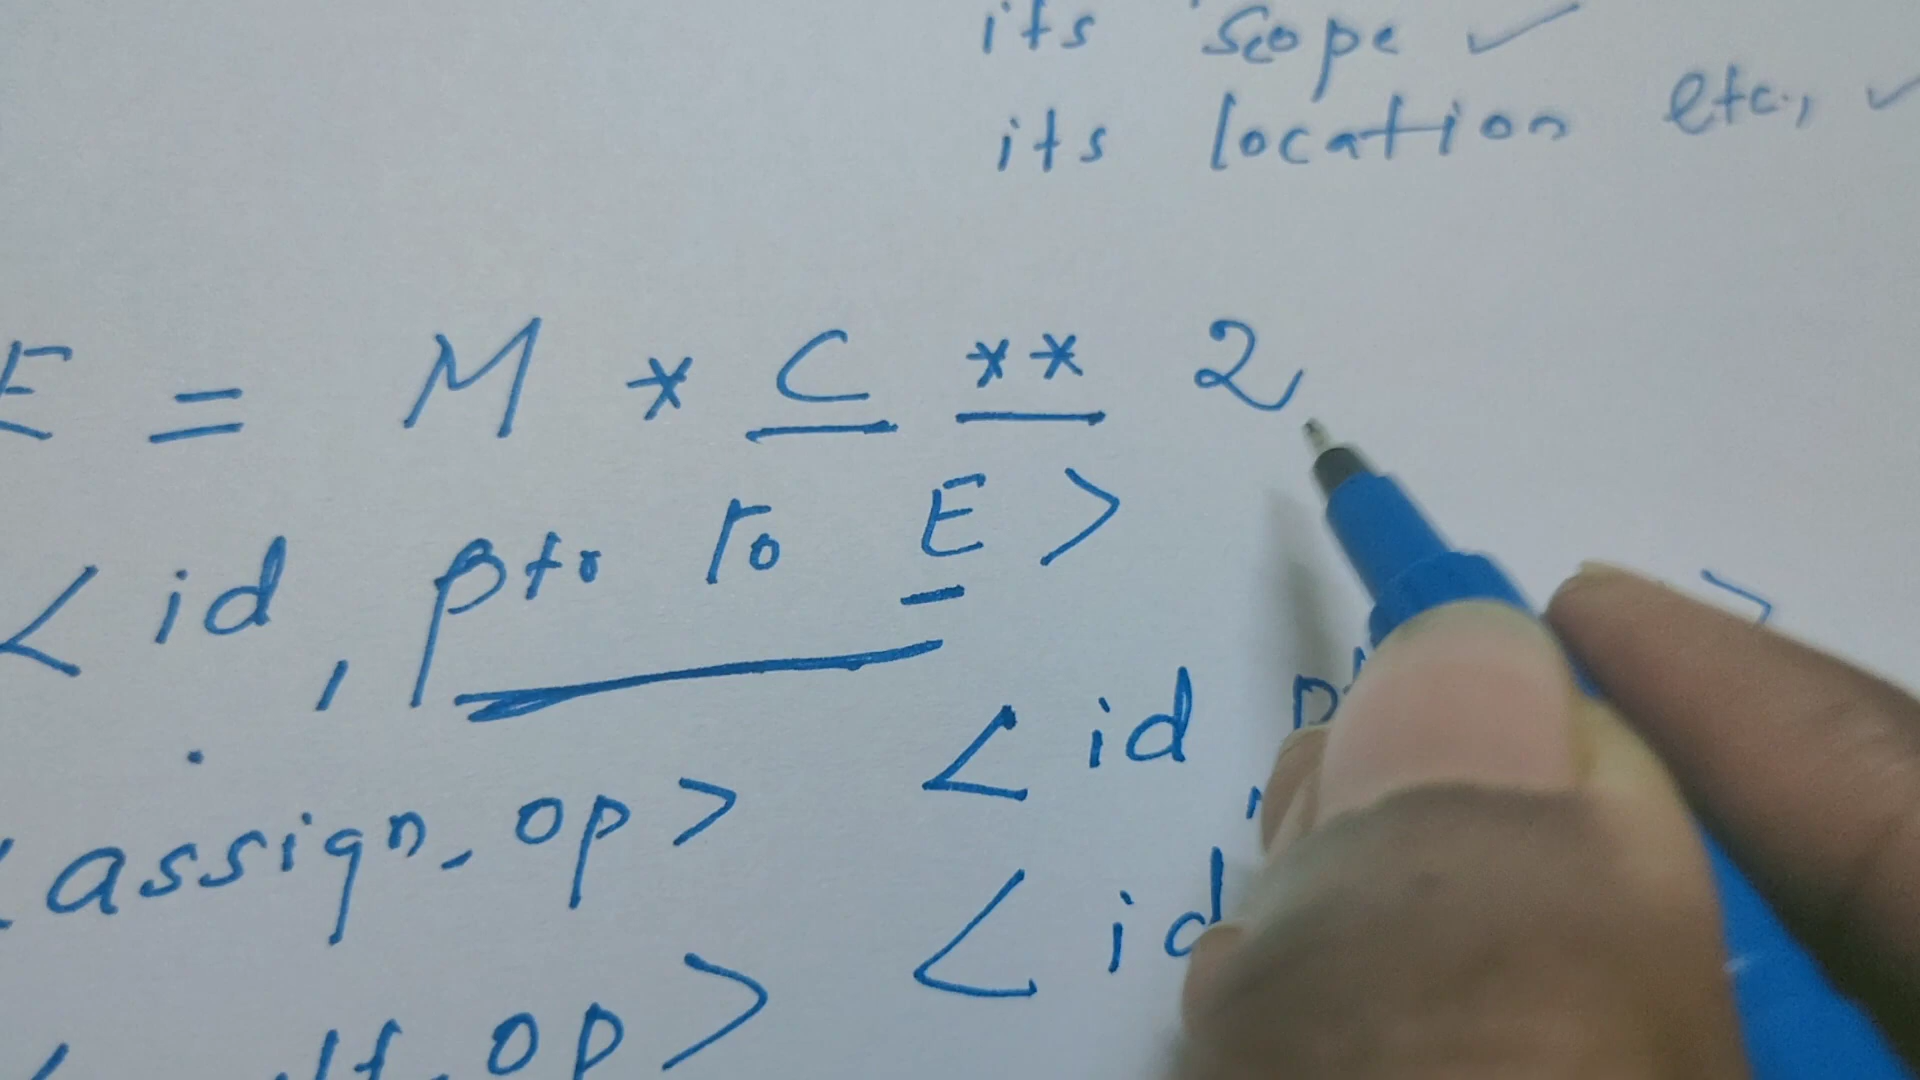 its scope ✓
its location etc., ✓
E = M * C ** 2
< id, ptr to E >
< id
<assign_op>
< id
op >